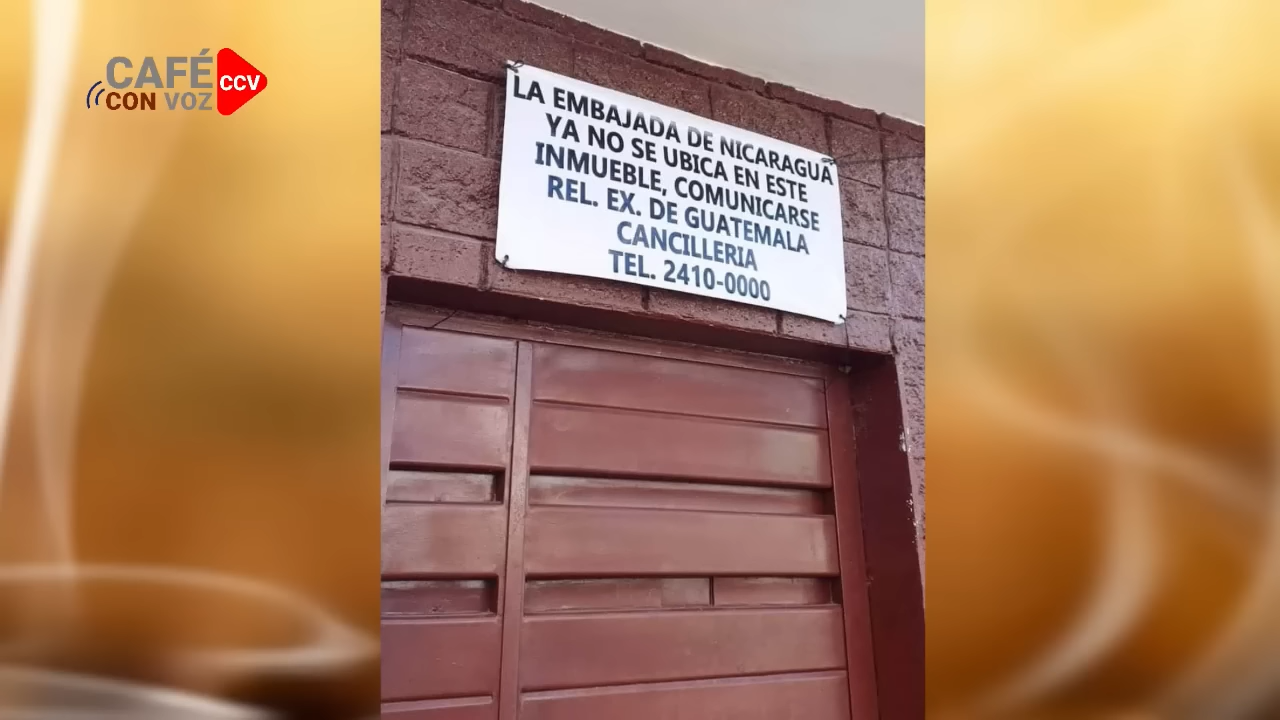 CAFÉ
CON VOZ
CCV
LA EMBAJADA DE NICARAGUA
YA NO SE UBICA EN ESTE
INMUEBLE, COMUNICARSE
REL. EX. DE GUATEMALA
CANCILLERIA
TEL. 2410-0000